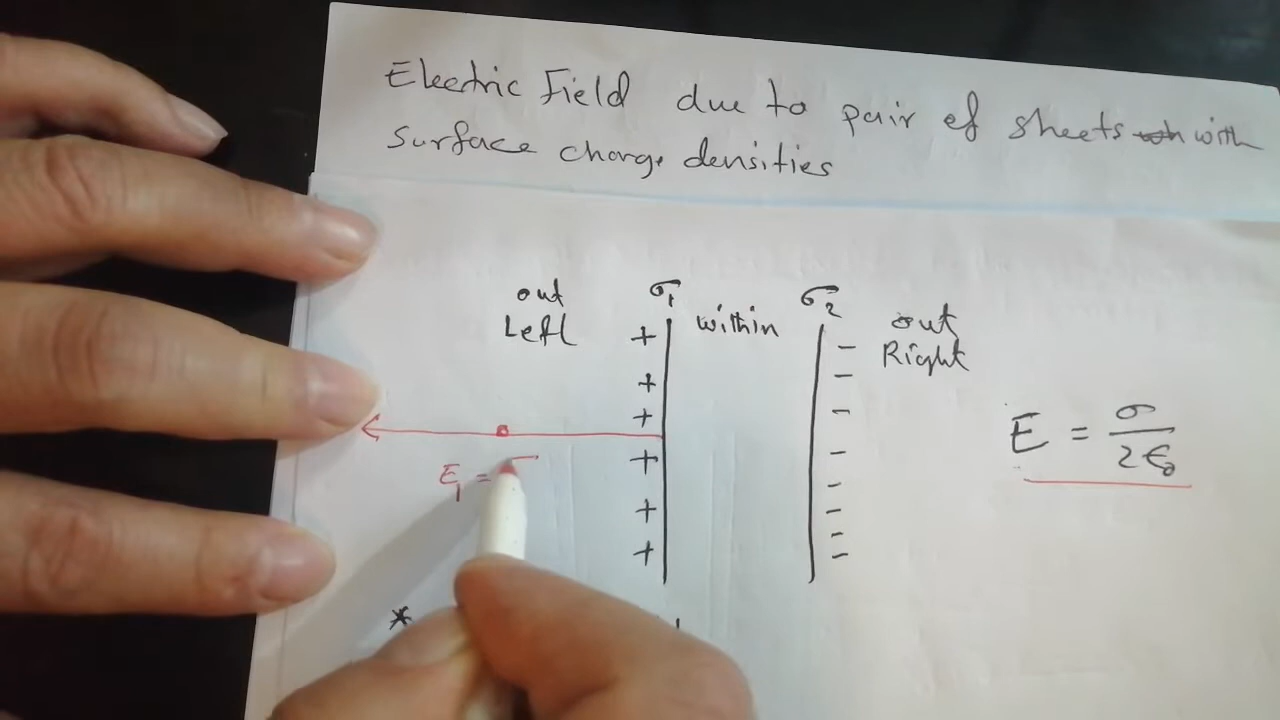 Electric Field due to pair of sheets with
surface charge densities
out
Left
σ1
within
σ2
out
Right
+
+
+
+
+
+
−
−
−
−
−
−
−
−
E = σ / 2ϵ0
E1 =
*